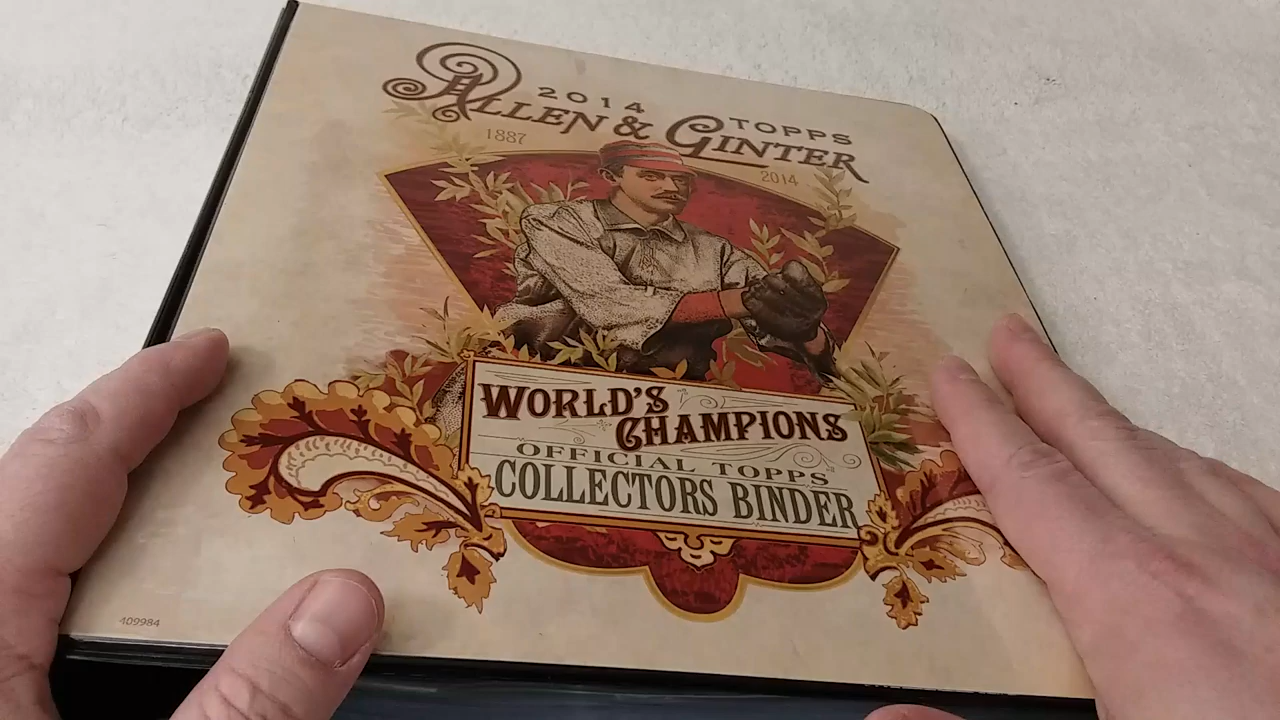 2014 TOPPS
ALLEN & GINTER
1887
2014
WORLD'S
CHAMPIONS
OFFICIAL TOPPS
COLLECTORS BINDER
409984